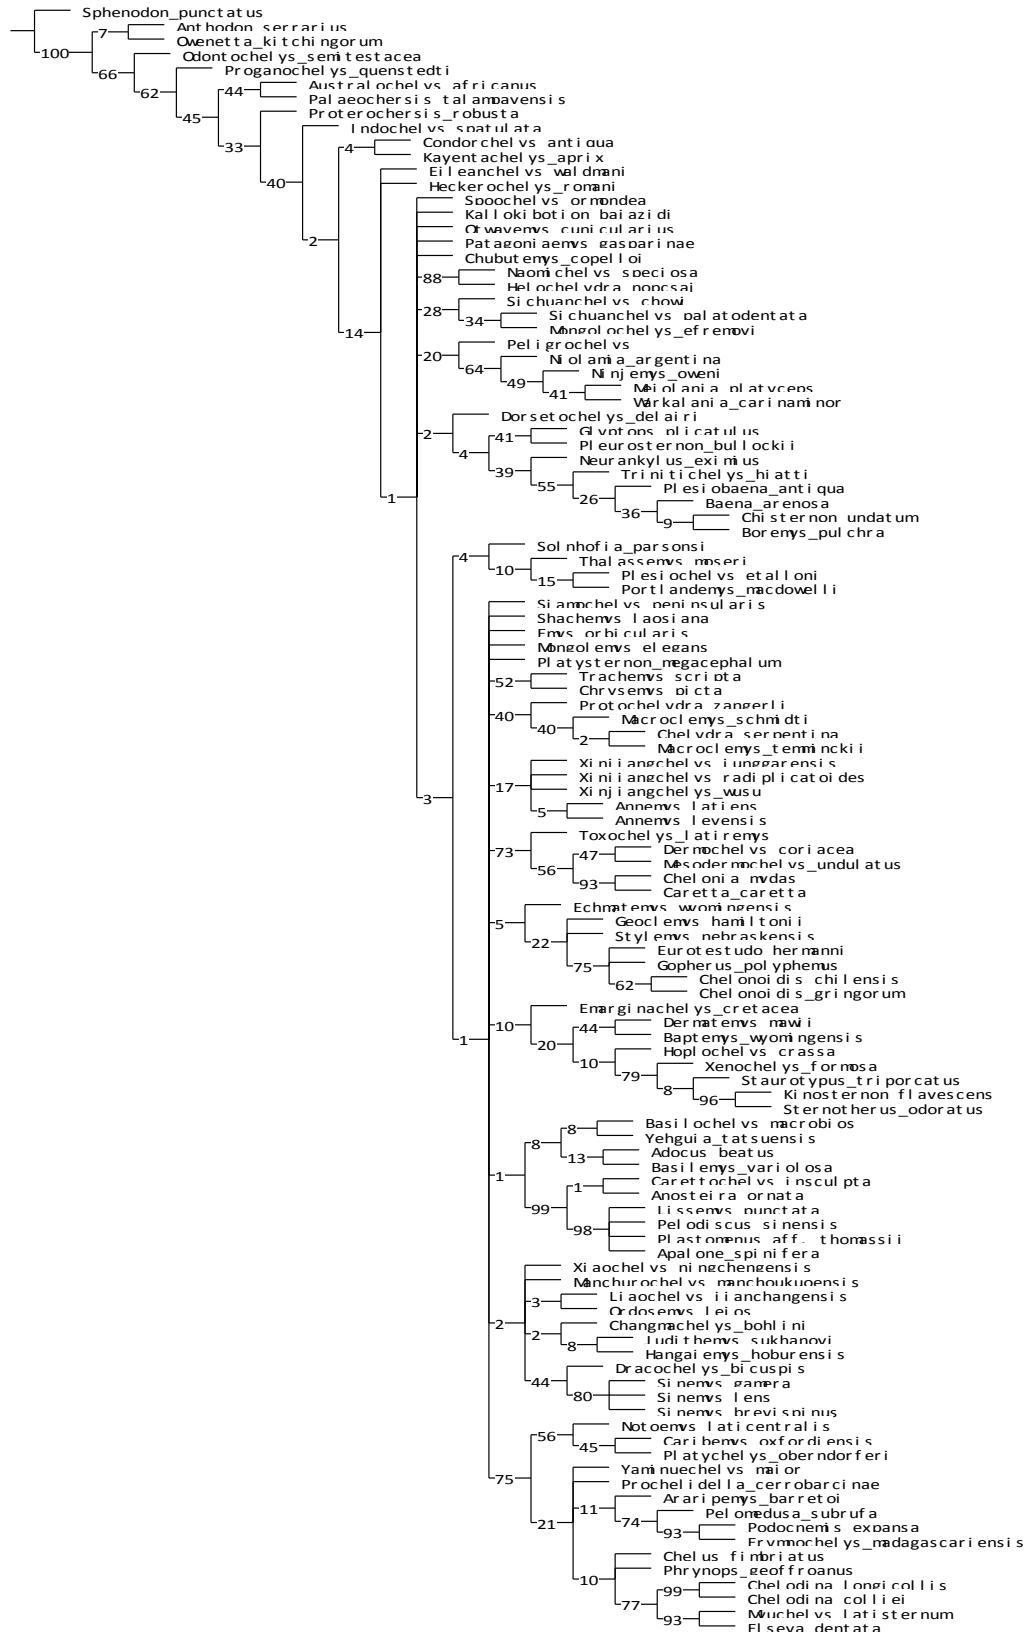 Sphenodon_punctatus
7 Anthodon_serrarius
Owenetta_kitchingorum
100
Odontochelys_semitestacea
66 Proganochelys_quenstedti
62 44 Australochelys_africanus
Palaeochersis_talampayensis
45 Proterochersis_robusta
Indochelys_spatulata
33 4 Condorchelys_antiqua
Kayentachelys_aprix
Eileanchelys_waldmani
40 Heckerochelys_romani
Spoochelys_ormondea
Kallokibotion_bajazidi
Otwayemys_cunicularius
2 Patagoniaemys_gasparinae
Chubutemys_copelloi
88 Naomichelys_speciosa
Helochelydra_nopcsai
28 Sichuanchelys_chowi
34 Sichuanchelys_palatodentata
14 Mongolochelys_efremovi
20 Peligrochelys
64 Niolamia_argentina
49 Ninjemys_oweni
41 Meiolania_platyceps
Warkalania_carinaminor
Dorsetochelys_delairi
2 41 Glyptops_plicatulus
4 Pleurosternon_bullockii
39 Neurankylus_eximius
55 Trinitichelys_hiatti
26 Plesiobaena_antiqua
1 36 Baena_arenosa
9 Chisternon_undatum
Boremys_pulchra
4 Solnhofia_parsonsi
10 Thalassemys_moseri
15 Plesiochelys_etalloni
Portlandemys_macdowelli
Siamochelys_peninsularis
Shachemys_laosiana
Emys_orbicularis
Mongolemys_elegans
Platysternon_megacephalum
52 Trachemys_scripta
Chrysemys_picta
40 Protochelydra_zangerli
40 Macroclemys_schmidti
2 Chelydra_serpentina
Macroclemys_temminckii
Xinjiangchelys_junggarensis
17 Xinjiangchelys_radiplicatoides
3 Xinjiangchelys_wusu
5 Annemys_latiens
Annemys_levensis
Toxochelys_latiremys
73 47 Dermochelys_coriacea
56 Mesodermochelys_undulatus
93 Chelonia_mydas
Caretta_caretta
Echmatemys_wyomingensis
5 Geoclemys_hamiltonii
22 Stylemys_nebraskensis
Eurotestudo_hermanni
75 Gopherus_polyphemus
62 Chelonoidis_chilensis
Chelonoidis_gringorum
Emarginachelys_cretacea
10 44 Dermatemys_mawii
1 20 Baptemys_wyomingensis
10 Hoplochelys_crassa
79 Xenochelys_formosa
8 Staurotypus_triporcatus
96 Kinosternon_flavescens
Sternotherus_odoratus
8 Basilochelys_macrobios
8 Yehguia_tatsuensis
13 Adocus_beatus
Basilemys_variolosa
1 1 Carettochelys_insculpta
Anosteira_ornata
99 Lissemys_punctata
98 Pelodiscus_sinensis
Plastomenus_aff._thomassii
Apalone_spinifera
Xiaochelys_ningchengensis
Manchurochelys_manchoukuoensis
3 Liaochelys_jianchangensis
Ordosemys_leios
2 2 Changmachelys_bohlini
8 Judithemys_sukhanovi
Hangaiemys_hoburensis
Dracochelys_bicuspis
44 Sinemys_gamera
80 Sinemys_lens
Sinemys_brevispinus
56 Notoemys_laticentralis
45 Caribemys_oxfordiensis
Platychelys_oberndorferi
75 Yaminuechelys_maior
Prochelidella_cerrobarcinae
11 Araripemys_barretoi
21 74 Pelomedusa_subrufa
93 Podocnemis_expansa
Erymnochelys_madagascariensis
Chelus_fimbriatus
10 Phrynops_geoffroanus
99 Chelodina_longicollis
77 Chelodina_colliei
93 Myuchelys_latisternum
Elseya_dentata